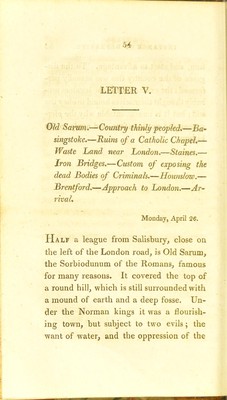 54
LETTER V.
Old Sarum.—Country thinly peopled.—Ba-
singstoke.—Ruins of a Catholic Chapel.—
Waste Land near London.—Staines.—
Iron Bridges.—Custom of exposing the
dead Bodies of Criminals.—Hounslow.—
Brentford.—Approach to London.—Ar-
rival.
Monday, April 26.
Half a league from Salisbury, close on
the left of the London road, is Old Sarum,
the Sorbiodunum of the Romans, famous
for many reasons. It covered the top of
a round hill, which is still surrounded with
a mound of earth and a deep fosse. Un-
der the Norman kings it was a flourish-
ing town, but subject to two evils; the
want of water, and the oppression of the